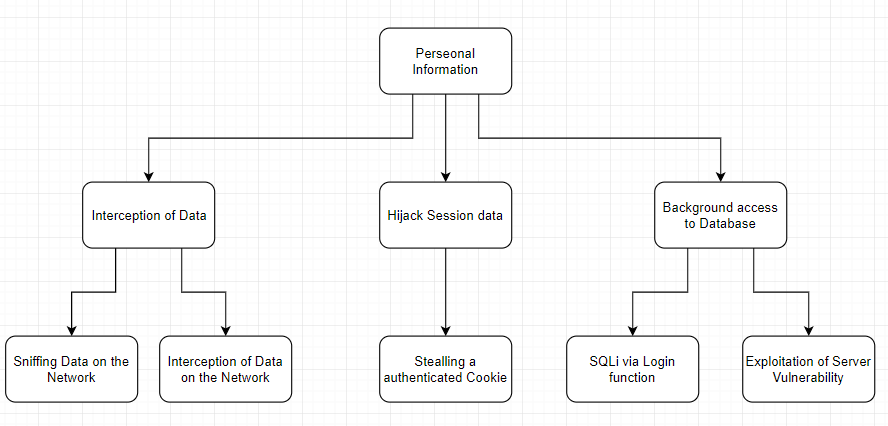 Perseonal
Information
Interception of Data
Hijack Session data
Background access
to Database
Sniffing Data on the
Network
Interception of Data
on the Network
Stealling a
authenticated Cookie
SQLi via Login
function
Exploitation of Server
Vulnerability